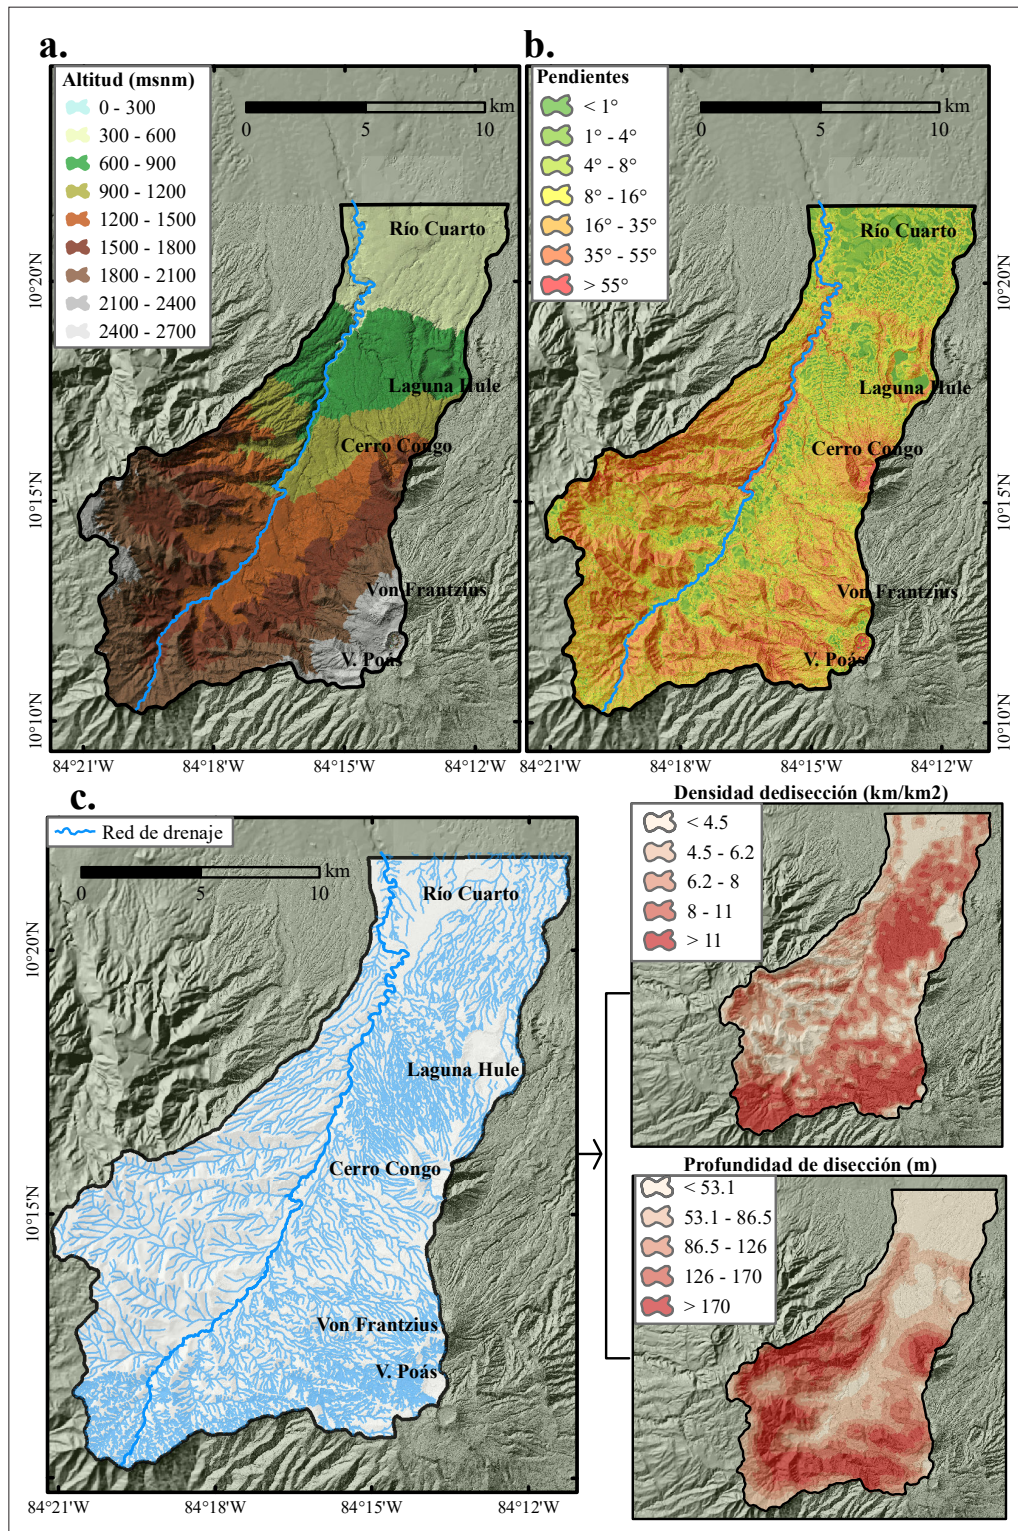 a.
Altitud (msnm)
0 - 300
300 - 600
600 - 900
900 - 1200
1200 - 1500
1500 - 1800
1800 - 2100
2100 - 2400
2400 - 2700
km
0 5 10
Río Cuarto
Laguna Hule
Cerro Congo
Von Frantzius
V. Poás
10°20'N
10°15'N
10°10'N
84°21'W 84°18'W 84°15'W 84°12'W
b.
Pendientes
< 1°
1° - 4°
4° - 8°
8° - 16°
16° - 35°
35° - 55°
> 55°
km
0 5 10
Río Cuarto
Laguna Hule
Cerro Congo
Von Frantzius
V. Poás
10°20'N
10°15'N
10°10'N
84°21'W 84°18'W 84°15'W 84°12'W
c.
Red de drenaje
km
0 5 10
Río Cuarto
Laguna Hule
Cerro Congo
Von Frantzius
V. Poás
10°20'N
10°15'N
84°21'W 84°18'W 84°15'W 84°12'W
Densidad dedisección (km/km2)
< 4.5
4.5 - 6.2
6.2 - 8
8 - 11
> 11
Profundidad de disección (m)
< 53.1
53.1 - 86.5
86.5 - 126
126 - 170
> 170